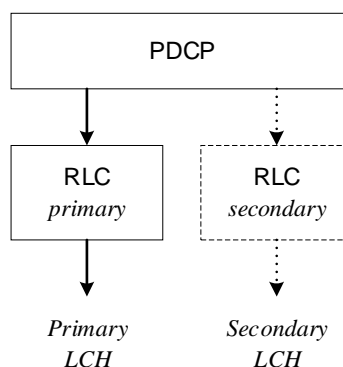 PDCP
RLC
primary
RLC
secondary
Primary
LCH
Secondary
LCH